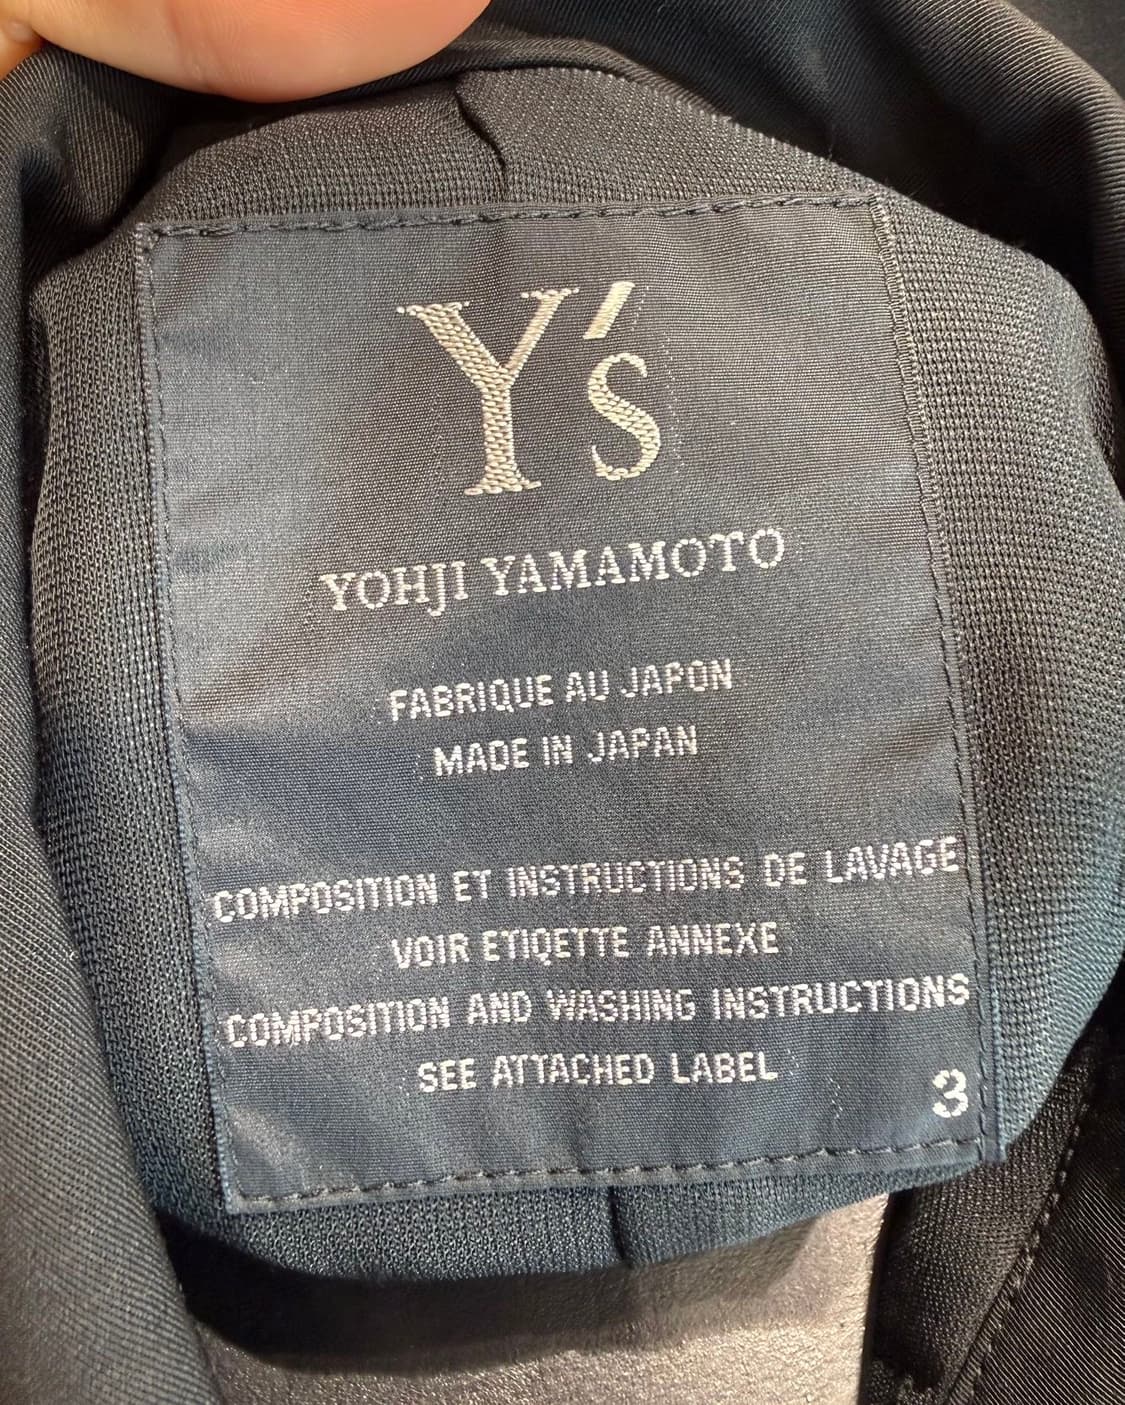 Y's
YOHJI YAMAMOTO
FABRIQUE AU JAPON
MADE IN JAPAN
COMPOSITION ET INSTRUCTIONS DE LAVAGE
VOIR ETIQETTE ANNEXE
COMPOSITION AND WASHING INSTRUCTIONS
SEE ATTACHED LABEL
3